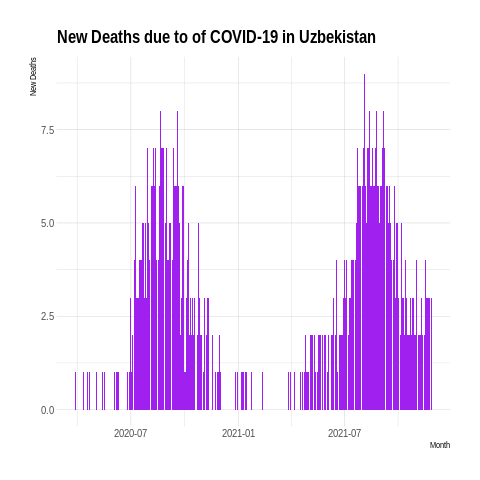 New Deaths due to of COVID-19 in Uzbekistan
New Deaths
7.5
5.0
2.5
0.0
2020-07
2021-01
2021-07
Month